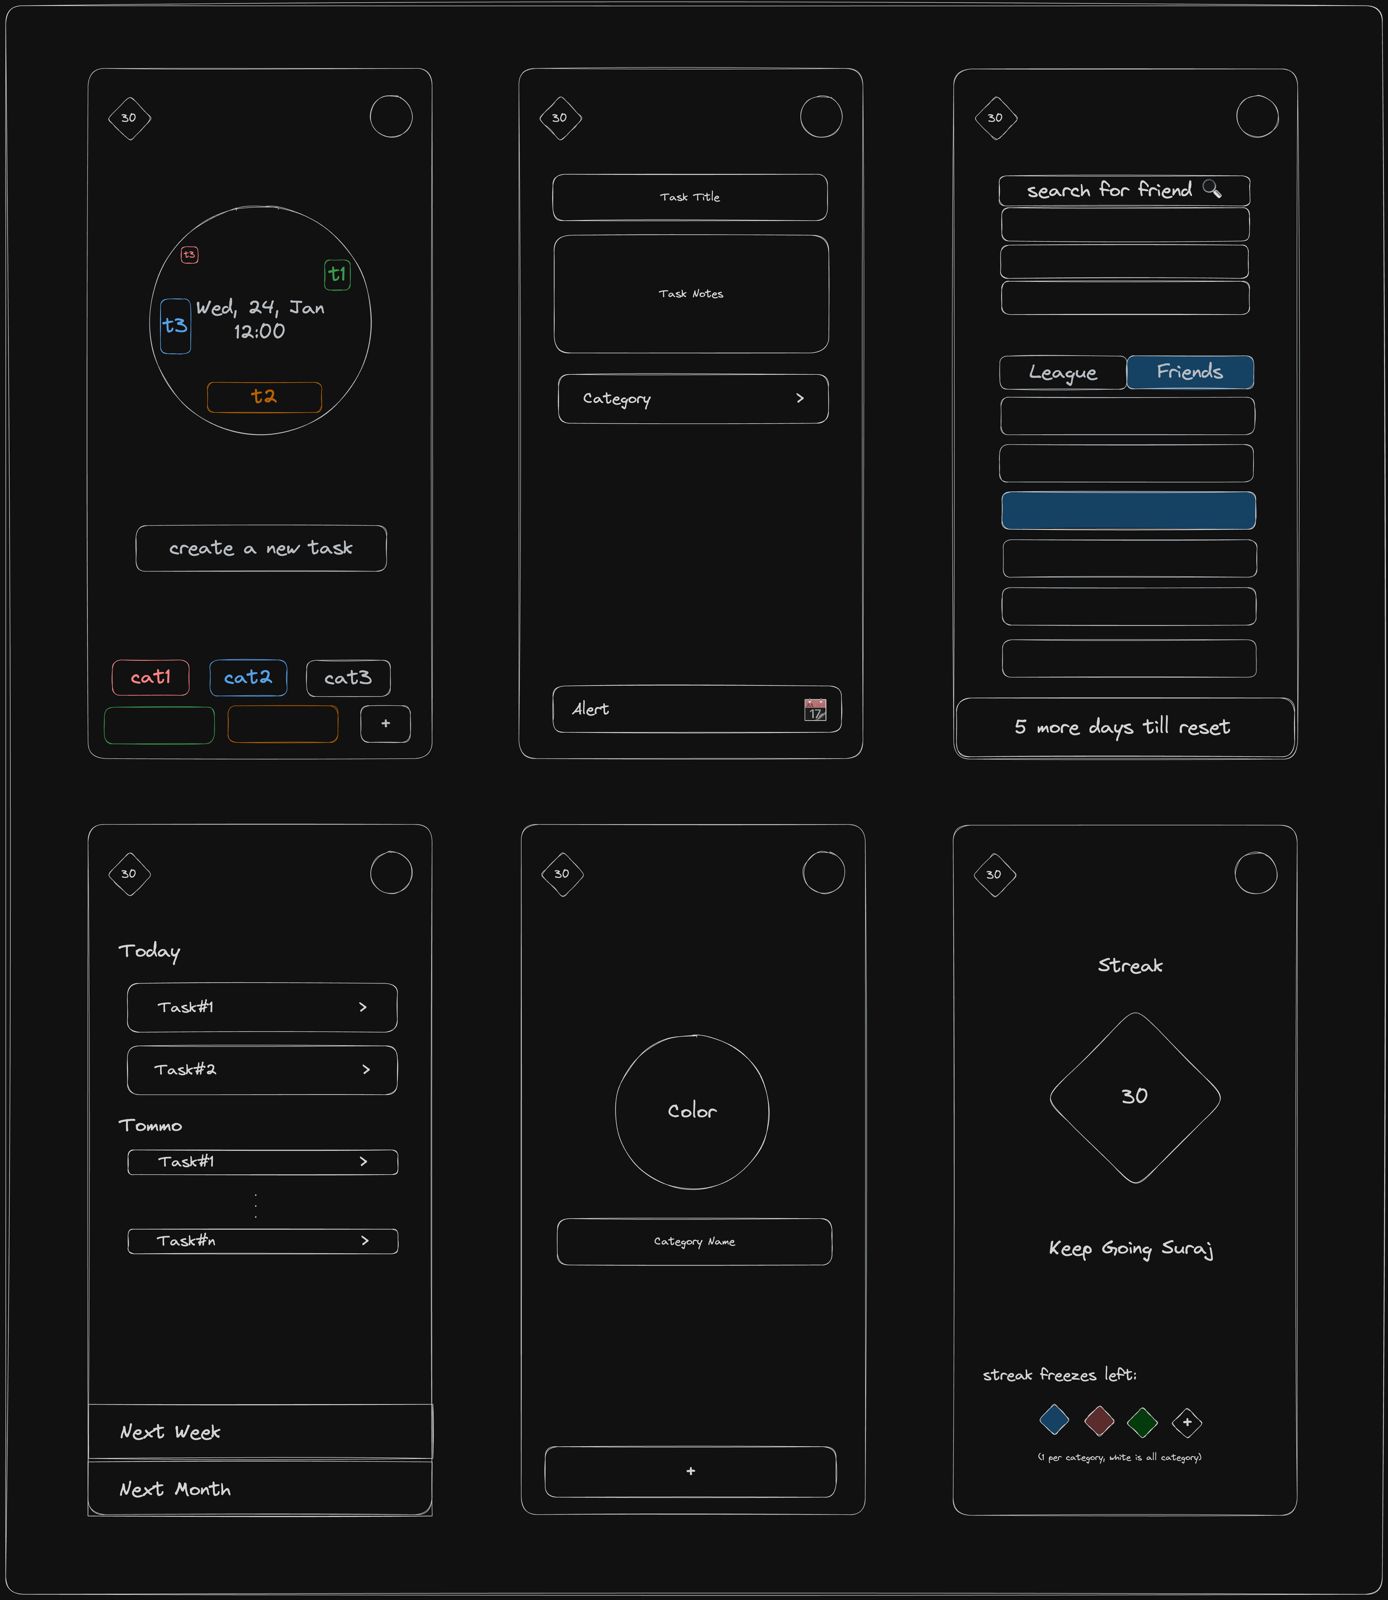 30
t3
t1
Wed, 24, Jan
t3
12:00
t2
create a new task
cat1
cat2
cat3
+
30
Task Title
Task Notes
Category >
Alert
17
30
search for friend
League
Friends
5 more days till reset
30
Today
Task#1 >
Task#2 >
Tommo
Task#1 >
Task#n >
Next Week
Next Month
30
Color
Category Name
+
30
Streak
30
Keep Going Suraj
streak freezes left:
+
(1 per category, white is all category)